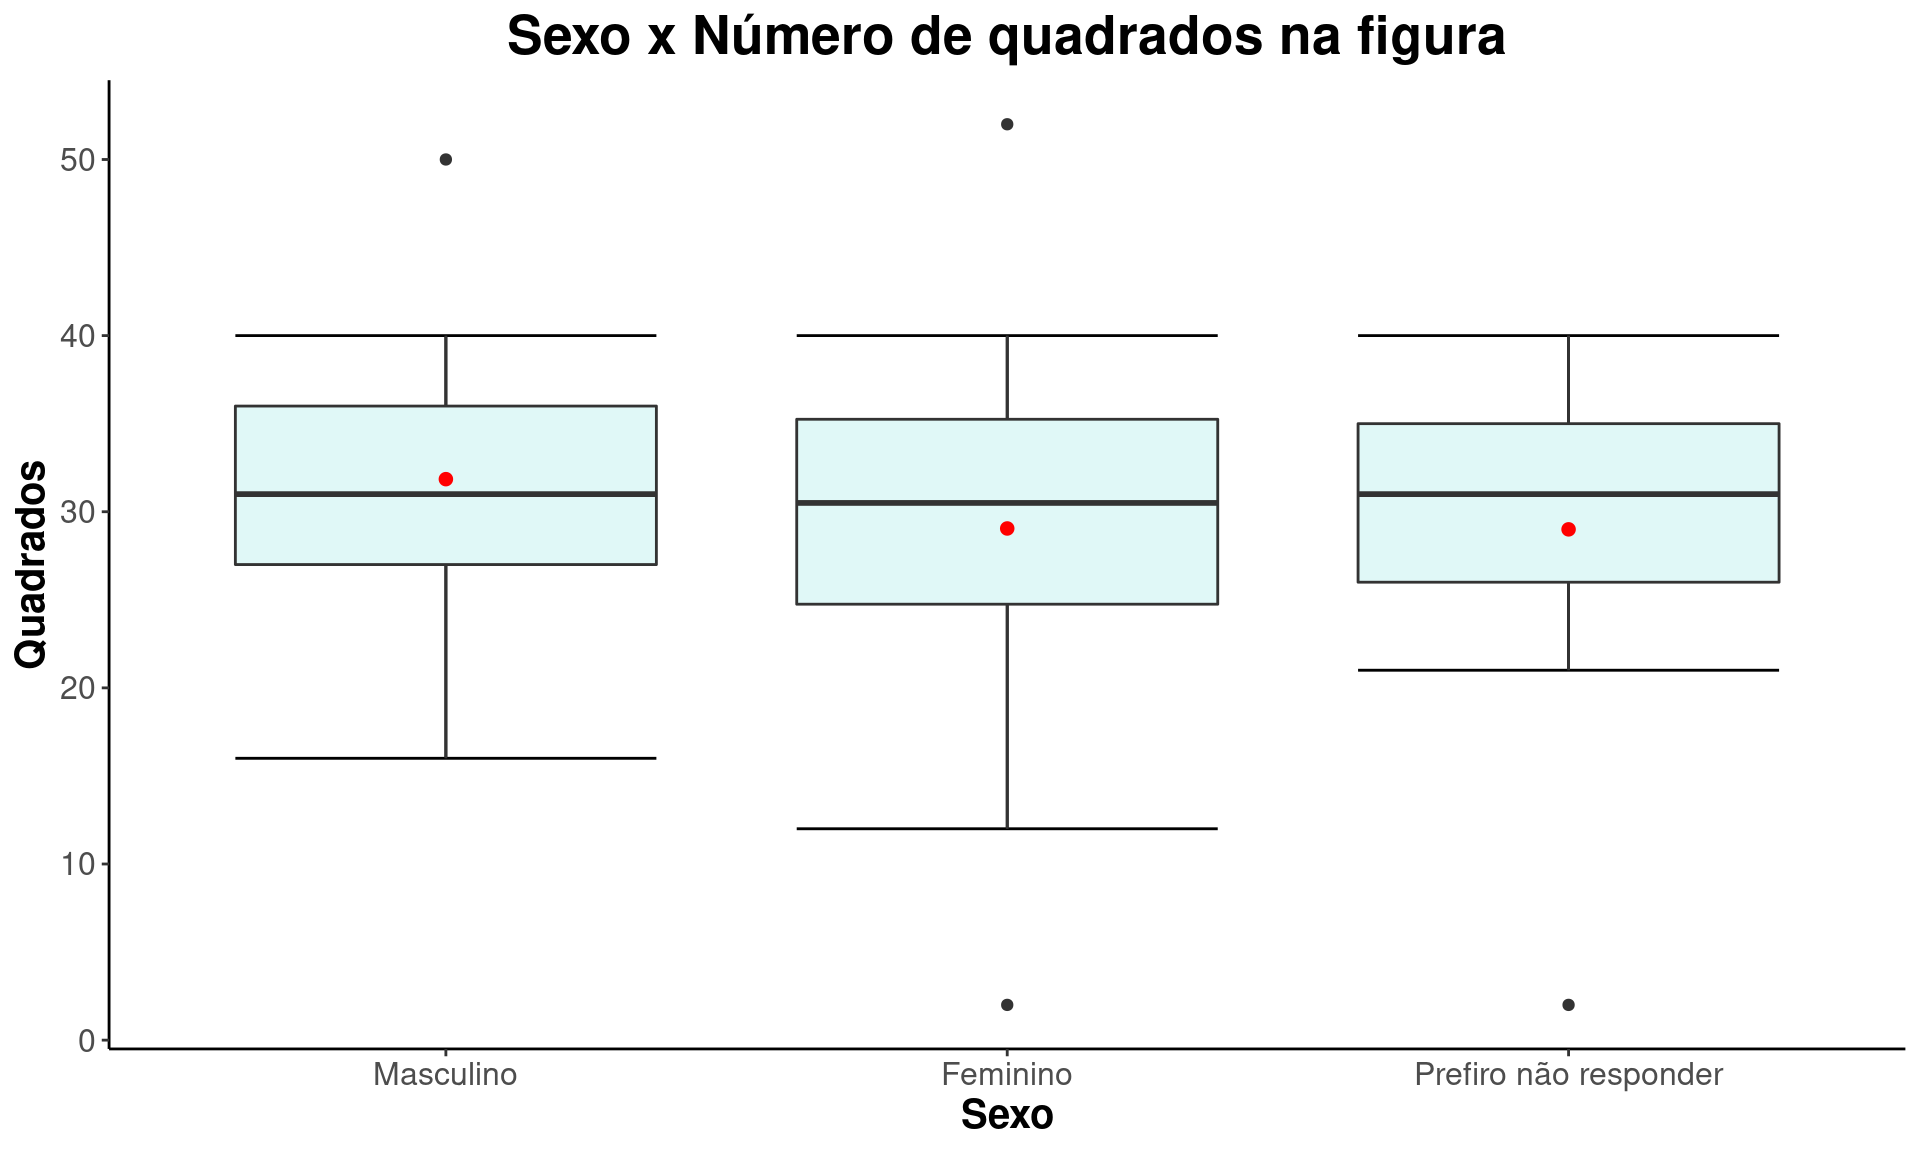 Sexo x Número de quadrados na figura
Quadrados
50
40
30
20
10
0
Masculino Feminino Prefiro não responder
Sexo